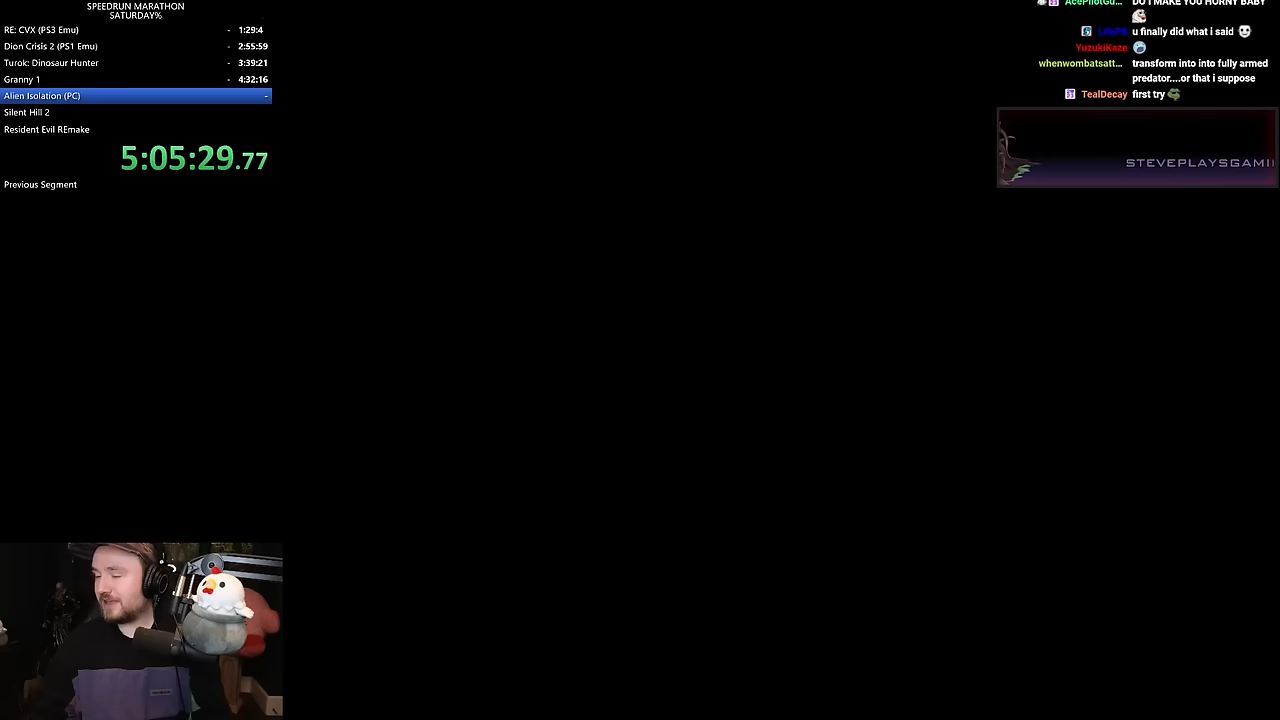 SPEEDRUN MARATHON
SATURDAY%
RE: CVX (PS3 Emu) - 1:29:4
Dion Crisis 2 (PS1 Emu) - 2:55:59
Turok: Dinosaur Hunter - 3:39:21
Granny 1 - 4:32:16
Alien Isolation (PC) -
Silent Hill 2
Resident Evil REmake
5:05:29.77
Previous Segment
AcePilotGu... DO I MAKE YOU HORNY BABY
u finally did what i said
YuzukiKaze
whenwombatsatt... transform into into fully armed
predator....or that i suppose
TealDecay first try
STEVEPLAYSGAMI